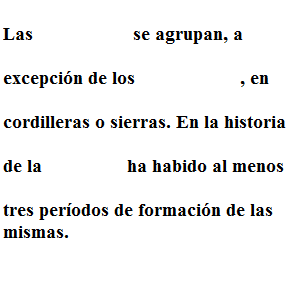 Las se agrupan, a
excepción de los , en
cordilleras o sierras. En la historia
de la ha habido al menos
tres períodos de formación de las
mismas.